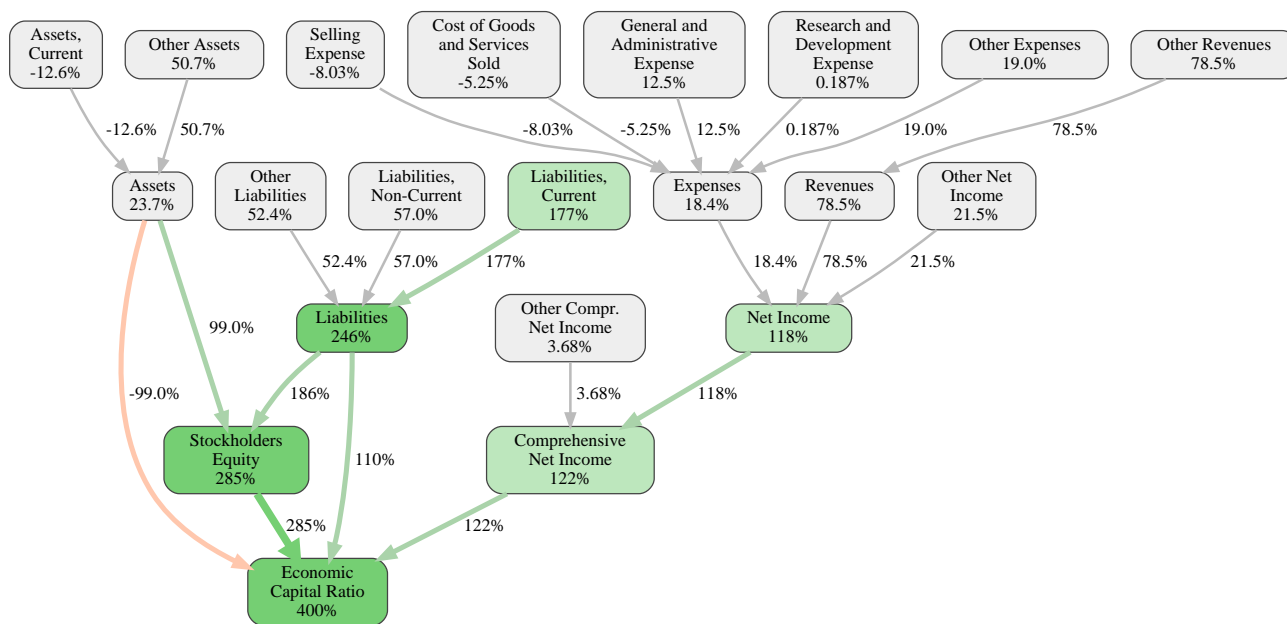 Assets,
Current
-12.6%
Other Assets
50.7%
Selling
Expense
-8.03%
Cost of Goods
and Services
Sold
-5.25%
General and
Administrative
Expense
12.5%
Research and
Development
Expense
0.187%
Other Expenses
19.0%
Other Revenues
78.5%
-12.6%
50.7%
-8.03%
-5.25%
12.5%
0.187%
19.0%
78.5%
Assets
23.7%
Other
Liabilities
52.4%
Liabilities,
Non-Current
57.0%
Liabilities,
Current
177%
Expenses
18.4%
Revenues
78.5%
Other Net
Income
21.5%
52.4%
57.0%
177%
18.4%
78.5%
21.5%
Liabilities
246%
Other Compr.
Net Income
3.68%
Net Income
118%
99.0%
-99.0%
186%
3.68%
118%
Stockholders
Equity
285%
110%
Comprehensive
Net Income
122%
285%
122%
Economic
Capital Ratio
400%